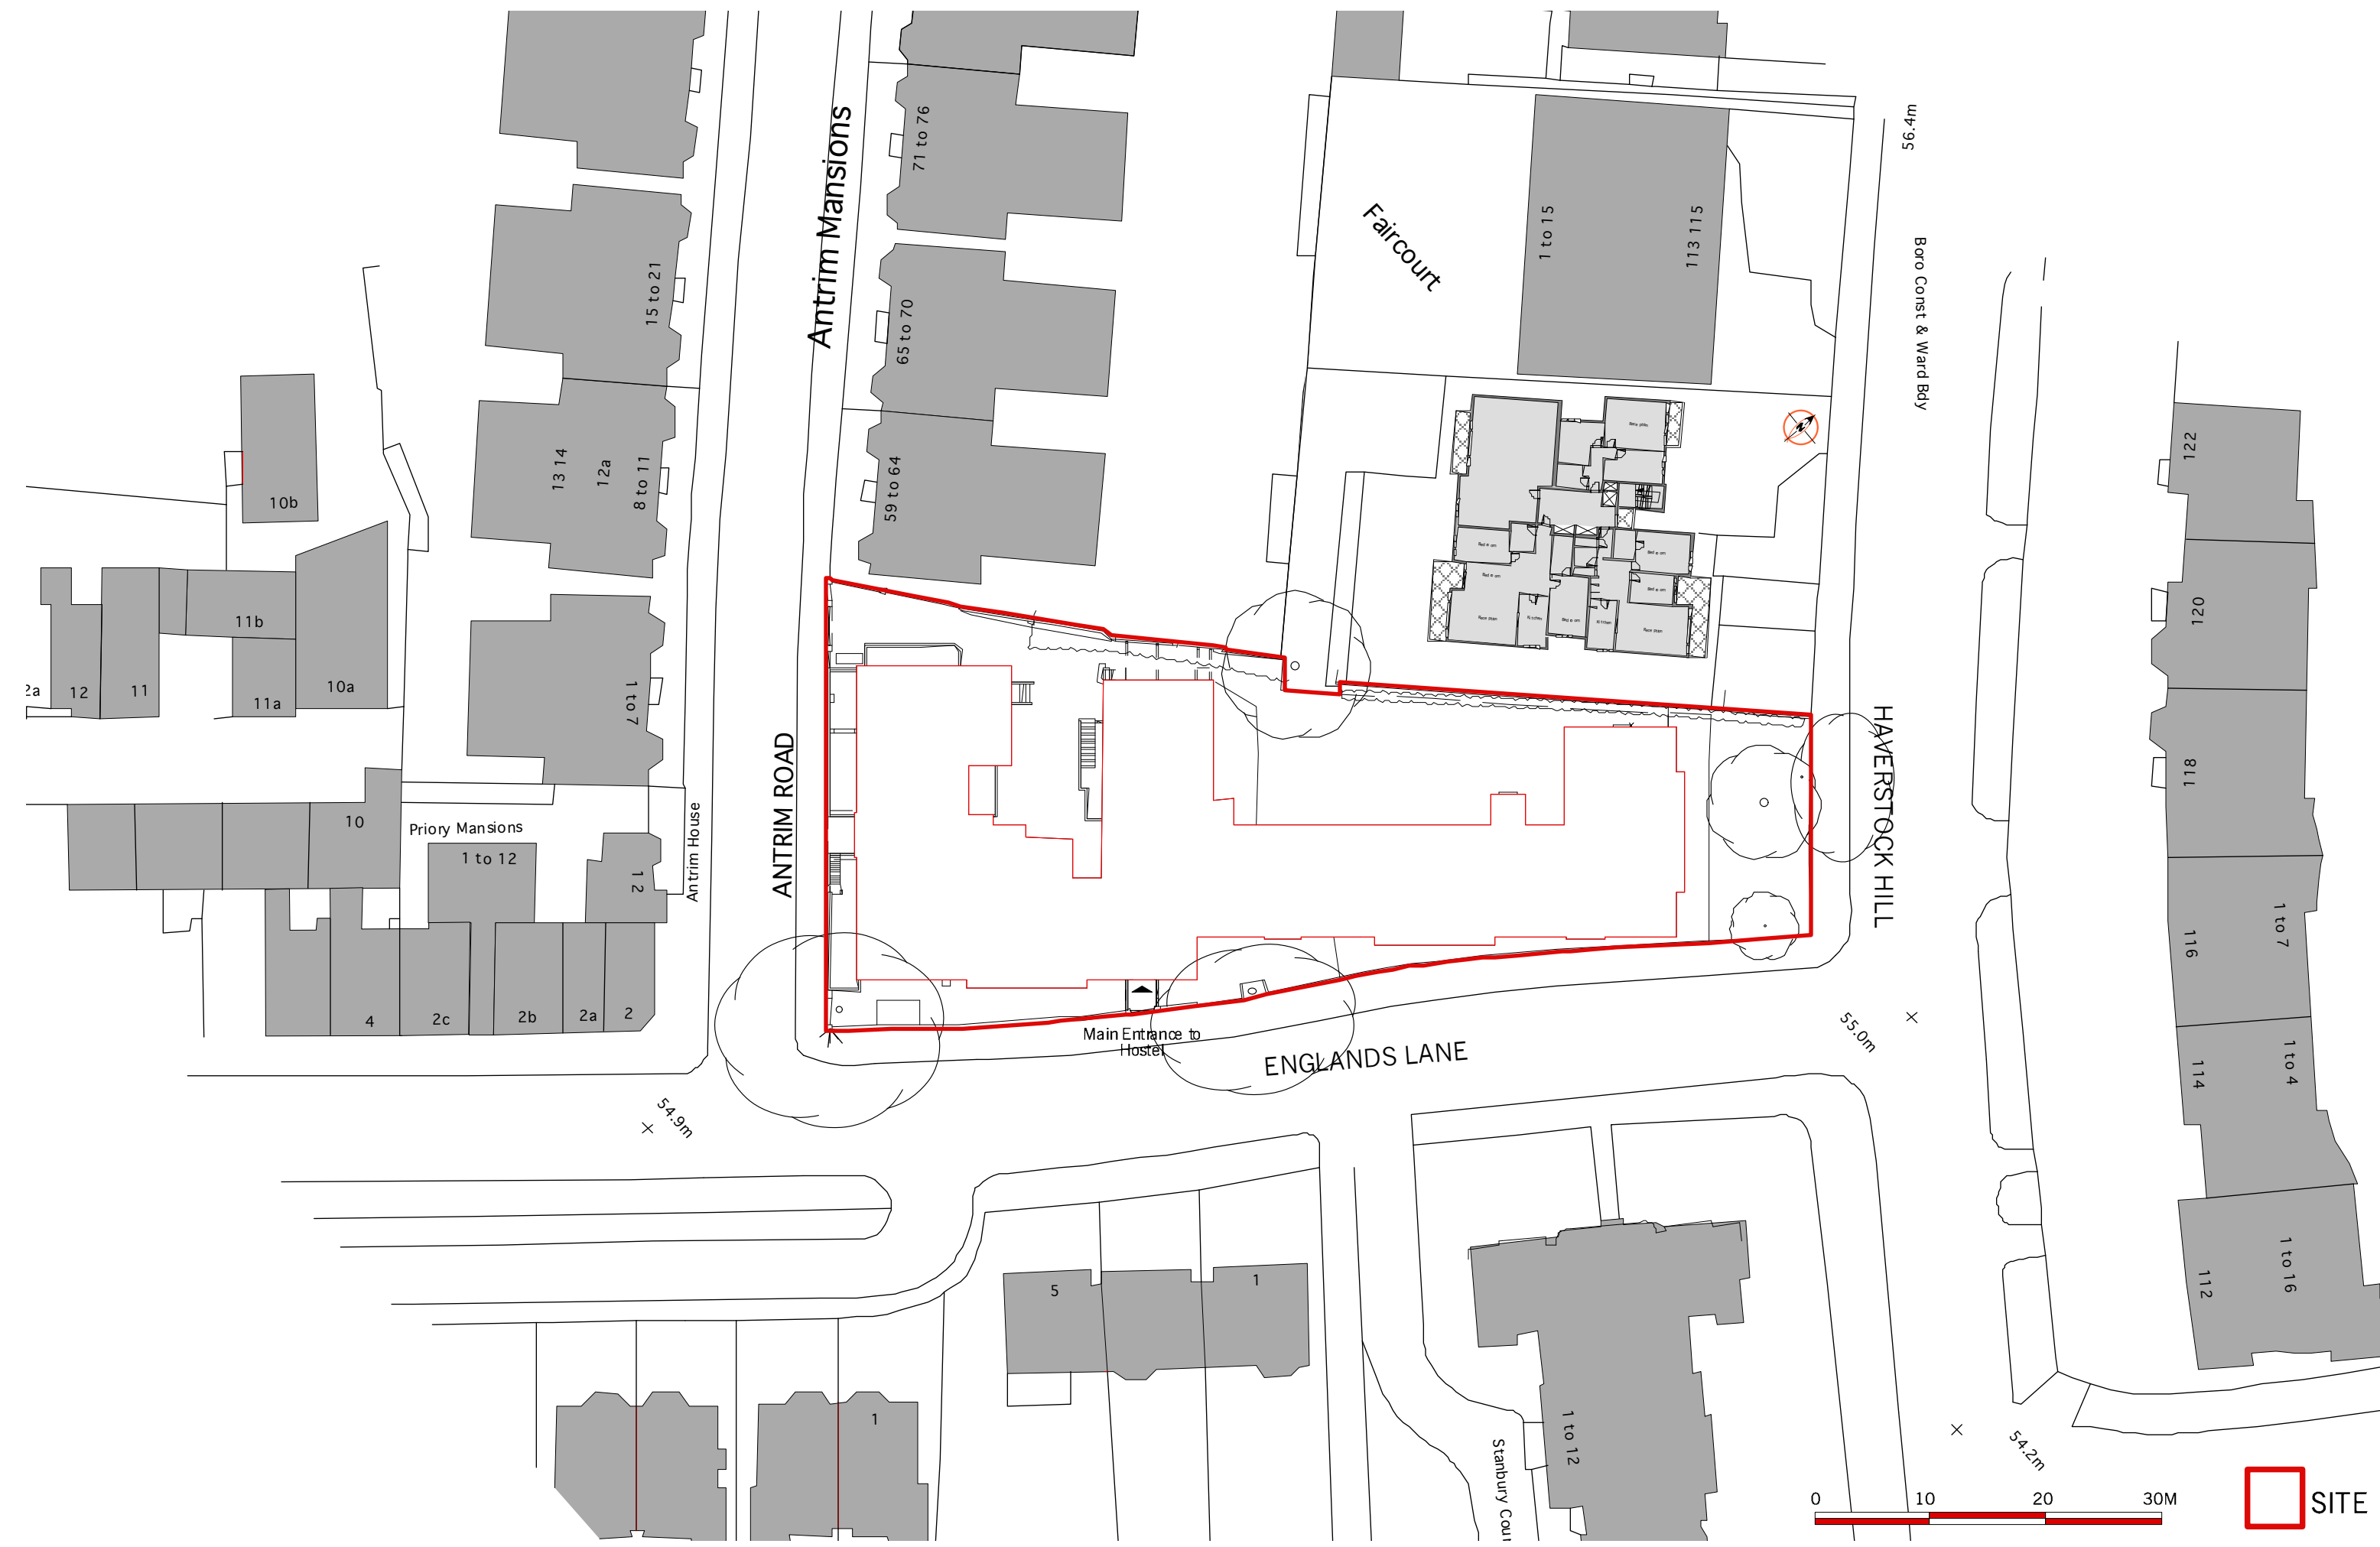 Antrim Mansions
71 to 76
65 to 70
59 to 64
15 to 21
13 14
12a
8 to 11
1 to 7
Faircourt
1 to 15
113 115
56.4m
Boro Const & Ward Bdy
10b
11b
11a
10a
2a
12
11
10
Priory Mansions
1 to 12
1 2
Antrim House
4
2c
2b
2a
2
ANTRIM ROAD
HAVERSTOCK HILL
N
Main Entrance to
Hostel
ENGLANDS LANE
54.9m
55.0m
54.2m
122
120
118
116
1 to 7
114
1 to 4
112
1 to 16
5
1
1
1 to 12
Stanbury Cour
0
10
20
30M
SITE